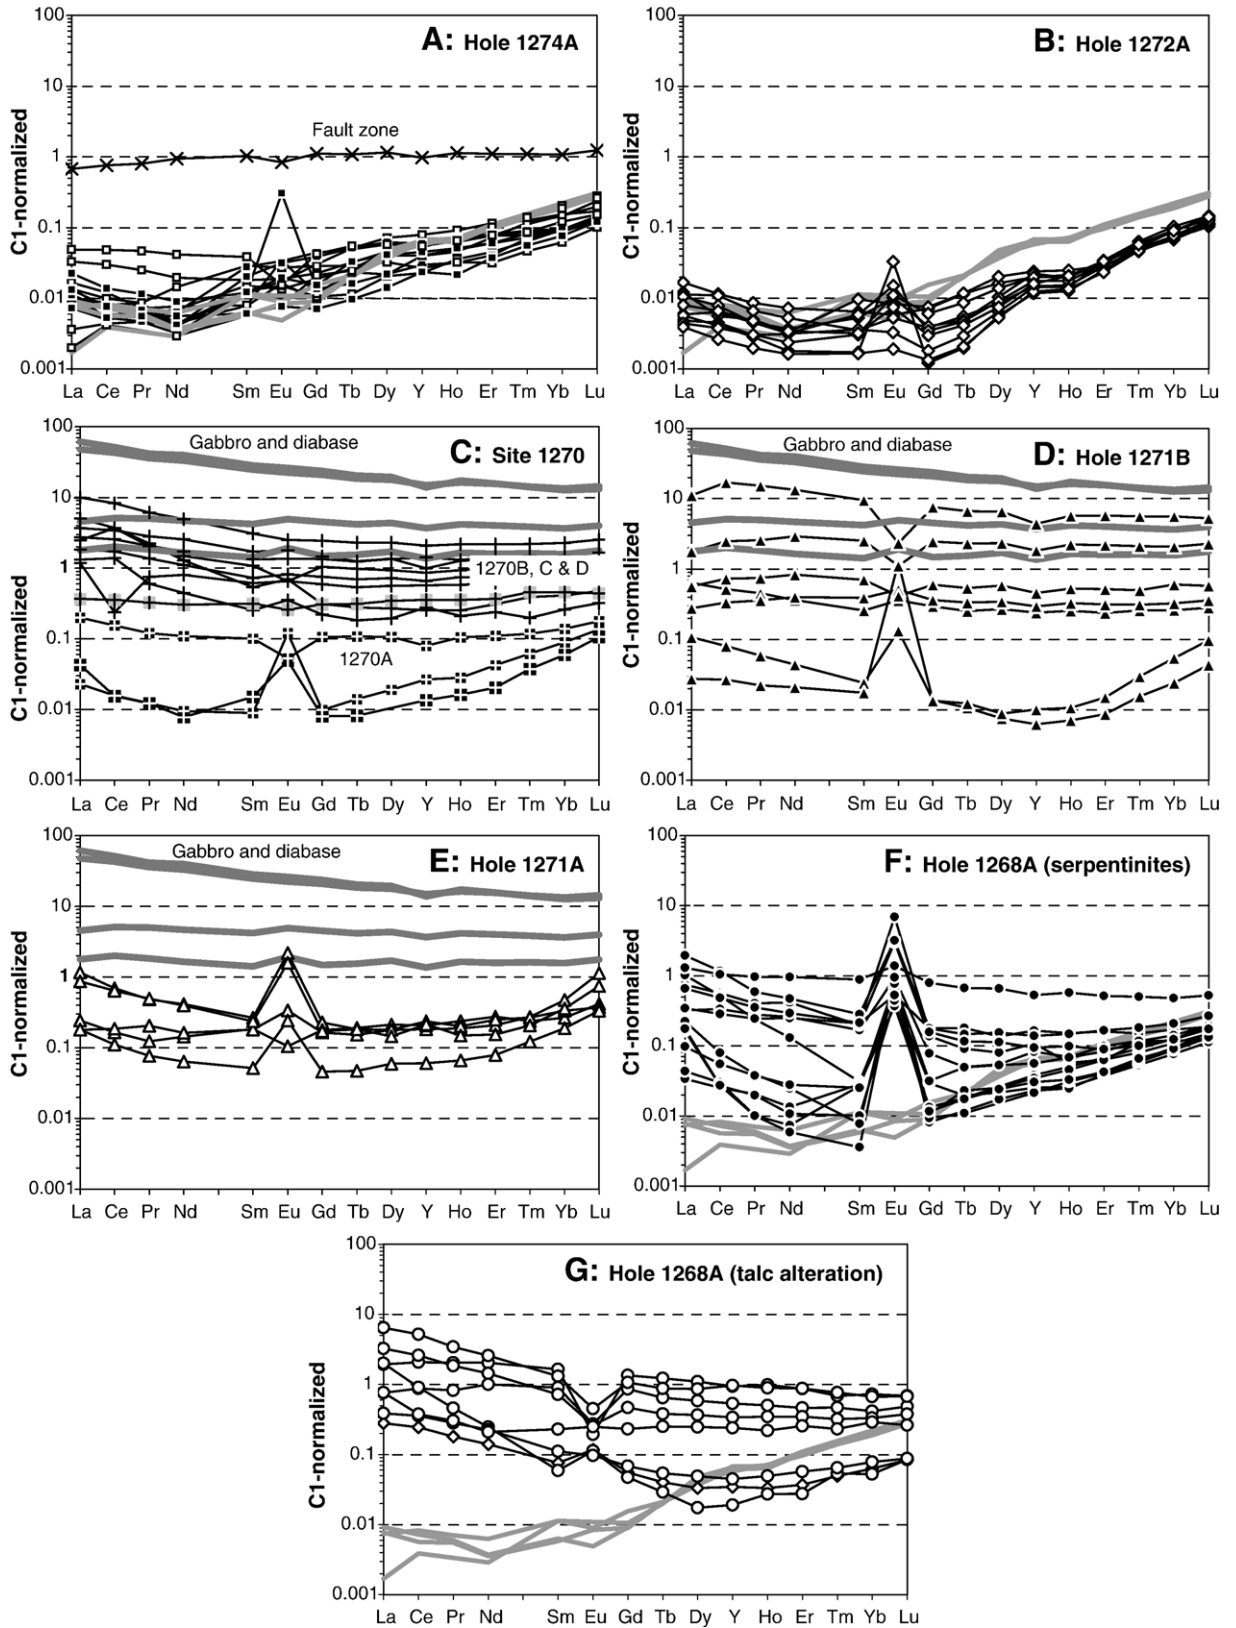 A: Hole 1274A
C1-normalized
100
10
1
0.1
0.01
0.001
Fault zone
La Ce Pr Nd Sm Eu Gd Tb Dy Y Ho Er Tm Yb Lu
B: Hole 1272A
C1-normalized
100
10
1
0.1
0.01
0.001
La Ce Pr Nd Sm Eu Gd Tb Dy Y Ho Er Tm Yb Lu
C: Site 1270
C1-normalized
100
10
1
0.1
0.01
0.001
Gabbro and diabase
1270B, C & D
1270A
La Ce Pr Nd Sm Eu Gd Tb Dy Y Ho Er Tm Yb Lu
D: Hole 1271B
C1-normalized
100
10
1
0.1
0.01
0.001
Gabbro and diabase
La Ce Pr Nd Sm Eu Gd Tb Dy Y Ho Er Tm Yb Lu
E: Hole 1271A
C1-normalized
100
10
1
0.1
0.01
0.001
Gabbro and diabase
La Ce Pr Nd Sm Eu Gd Tb Dy Y Ho Er Tm Yb Lu
F: Hole 1268A (serpentinites)
C1-normalized
100
10
1
0.1
0.01
0.001
La Ce Pr Nd Sm Eu Gd Tb Dy Y Ho Er Tm Yb Lu
G: Hole 1268A (talc alteration)
C1-normalized
100
10
1
0.1
0.01
0.001
La Ce Pr Nd Sm Eu Gd Tb Dy Y Ho Er Tm Yb Lu